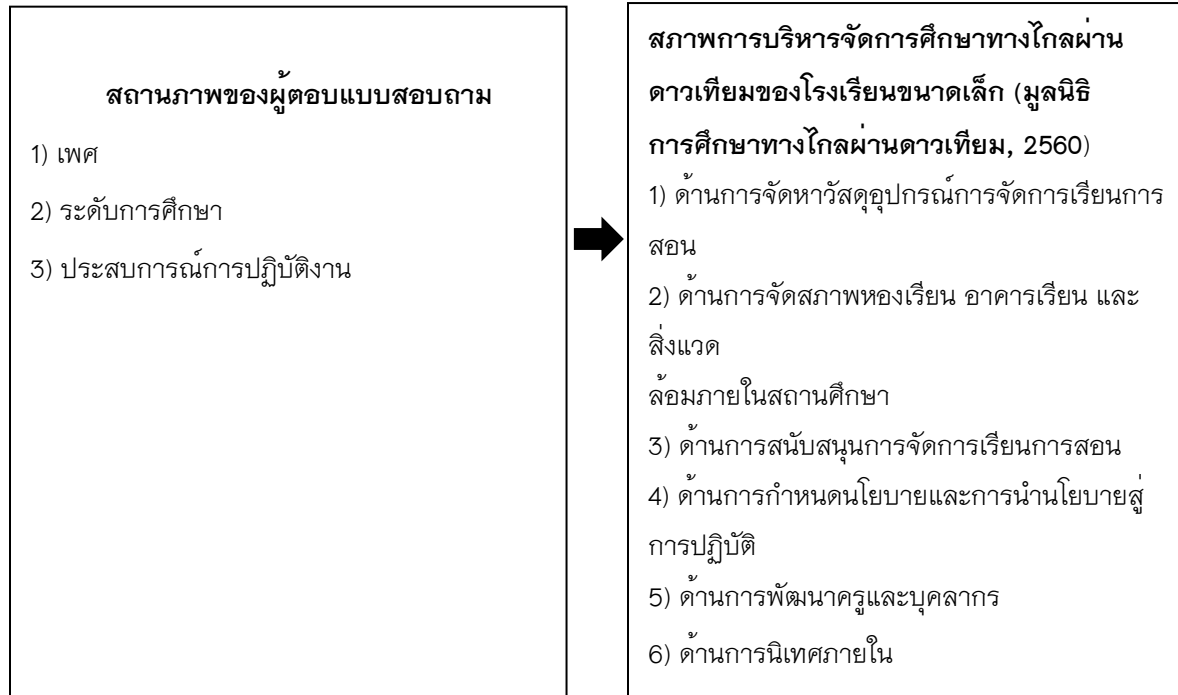 สถานภาพของผู้ตอบแบบสอบถาม
1) เพศ
2) ระดับการศึกษา
3) ประสบการณ์การปฏิบัติงาน
สภาพการบริหารจัดการศึกษาทางไกลผ่าน
ดาวเทียมของโรงเรียนขนาดเล็ก (มูลนิธิ
การศึกษาทางไกลผ่านดาวเทียม, 2560)
1) ด้านการจัดหาวัสดุอุปกรณ์การจัดการเรียนการ
สอน
2) ด้านการจัดสภาพหองเรียน อาคารเรียน และ
สิ่งแวด
ล้อมภายในสถานศึกษา
3) ด้านการสนับสนุนการจัดการเรียนการสอน
4) ด้านการกำหนดนโยบายและการนำนโยบายสู่
การปฏิบัติ
5) ด้านการพัฒนาครูและบุคลากร
6) ด้านการนิเทศภายใน